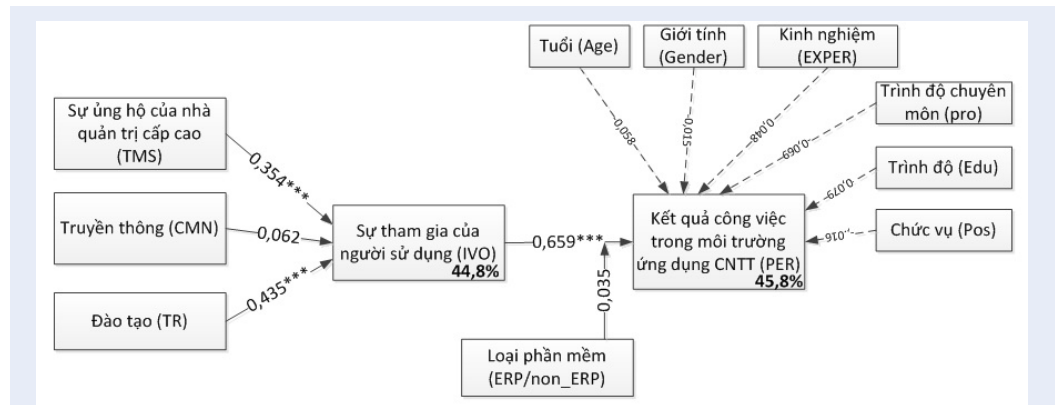 Tuổi (Age)
Giới tính
(Gender)
Kinh nghiệm
(EXPER)
Sự ủng hộ của nhà
quản trị cấp cao
(TMS)
Trình độ chuyên
môn (pro)
0,058
0,015
0,048
-0,069
0,354***
Trình độ (Edu)
0,079
Truyền thông (CMN)
0,062
Sự tham gia của
người sử dụng (IVO)
44,8%
0,659***
Kết quả công việc
trong môi trường
ứng dụng CNTT (PER)
45,8%
Chức vụ (Pos)
0,435***
0,035
Đào tạo (TR)
Loại phần mềm
(ERP/non_ERP)